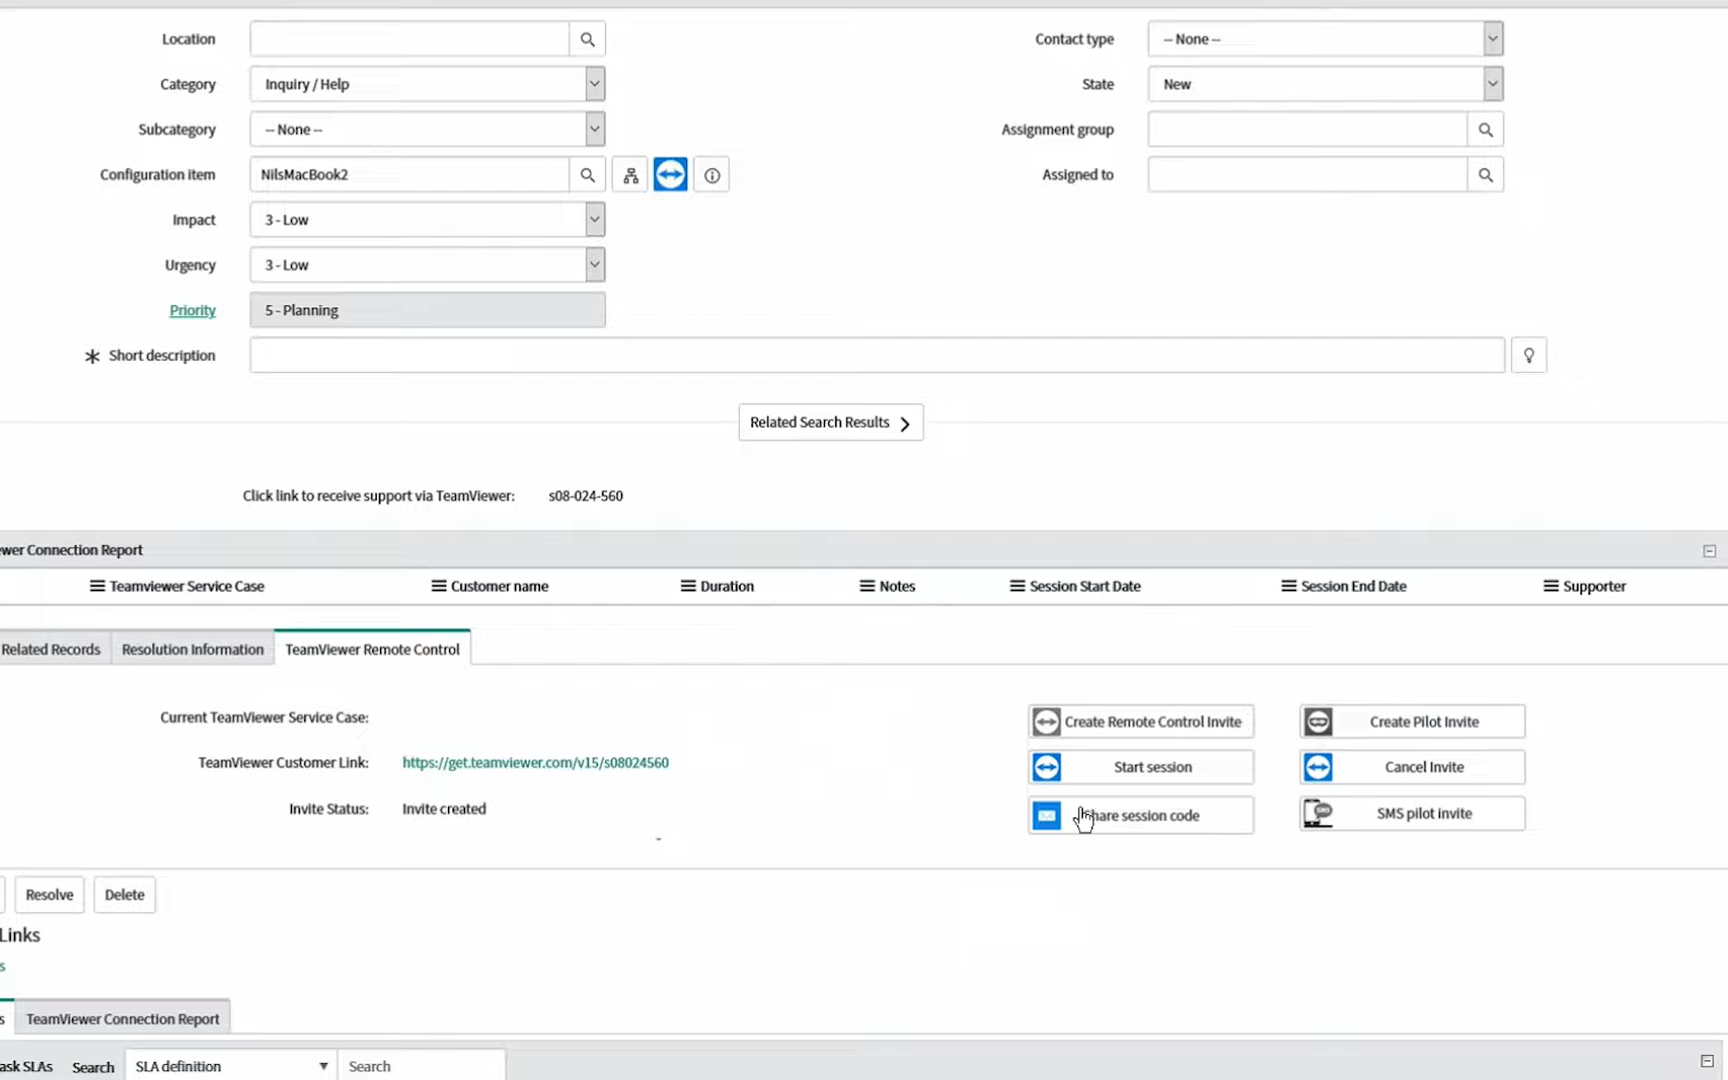 Location
Contact type -- None --
Category Inquiry / Help
State New
Subcategory -- None --
Assignment group
Configuration item NilsMacBook2
Assigned to
Impact 3 - Low
Urgency 3 - Low
Priority 5 - Planning
* Short description
Related Search Results
Click link to receive support via TeamViewer: s08-024-560
ewer Connection Report
Teamviewer Service Case Customer name Duration Notes Session Start Date Session End Date Supporter
Related Records Resolution Information TeamViewer Remote Control
Current TeamViewer Service Case:
Create Remote Control Invite Create Pilot Invite
TeamViewer Customer Link: https://get.teamviewer.com/v15/s08024560
Start session Cancel Invite
Invite Status: Invite created
hare session code SMS pilot invite
Resolve Delete
Links
s
s TeamViewer Connection Report
ask SLAs Search SLA definition Search